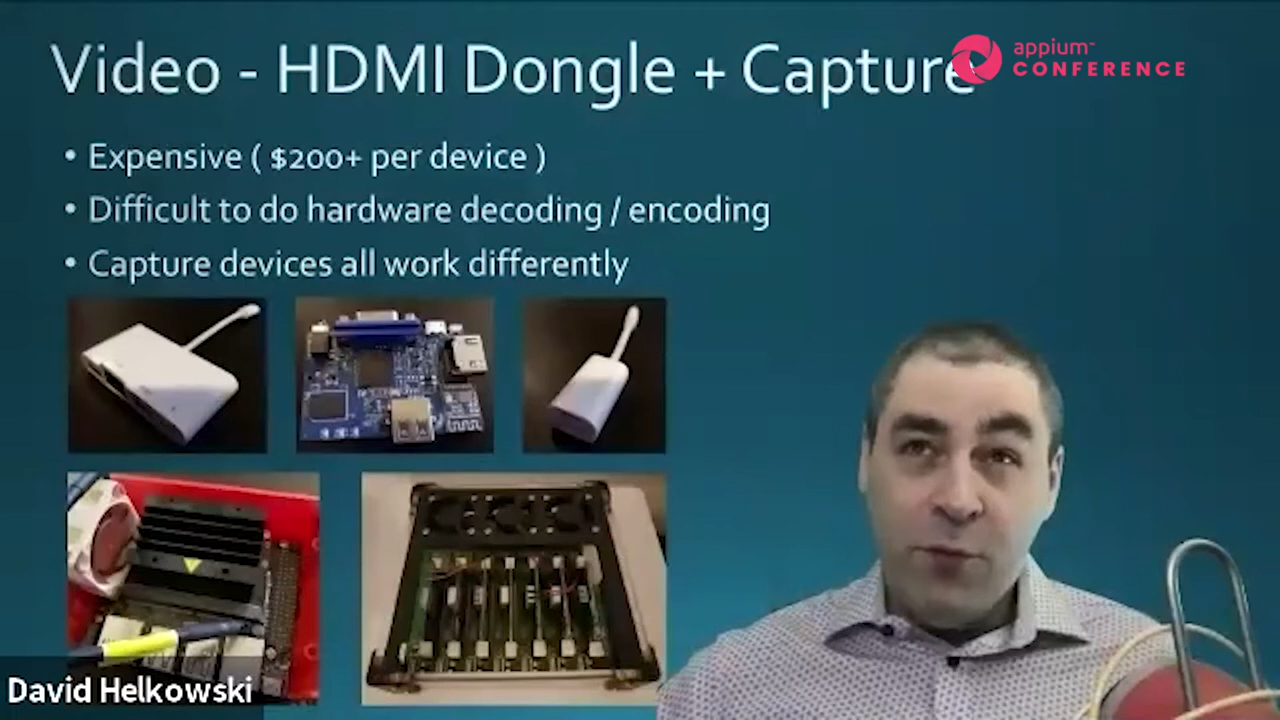 Video - HDMI Dongle + Capture
appium™
CONFERENCE
• Expensive ( $200+ per device )
• Difficult to do hardware decoding / encoding
• Capture devices all work differently
David Helkowski